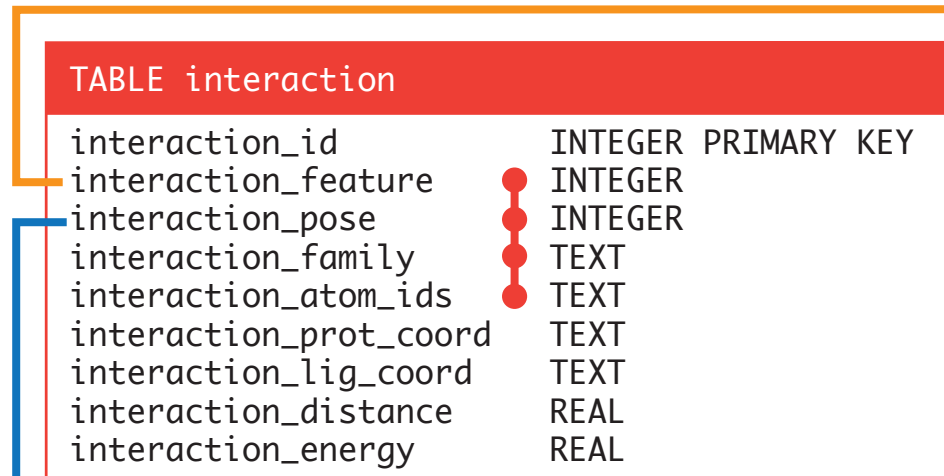 TABLE interaction
interaction_id INTEGER PRIMARY KEY
interaction_feature INTEGER
interaction_pose INTEGER
interaction_family TEXT
interaction_atom_ids TEXT
interaction_prot_coord TEXT
interaction_lig_coord TEXT
interaction_distance REAL
interaction_energy REAL